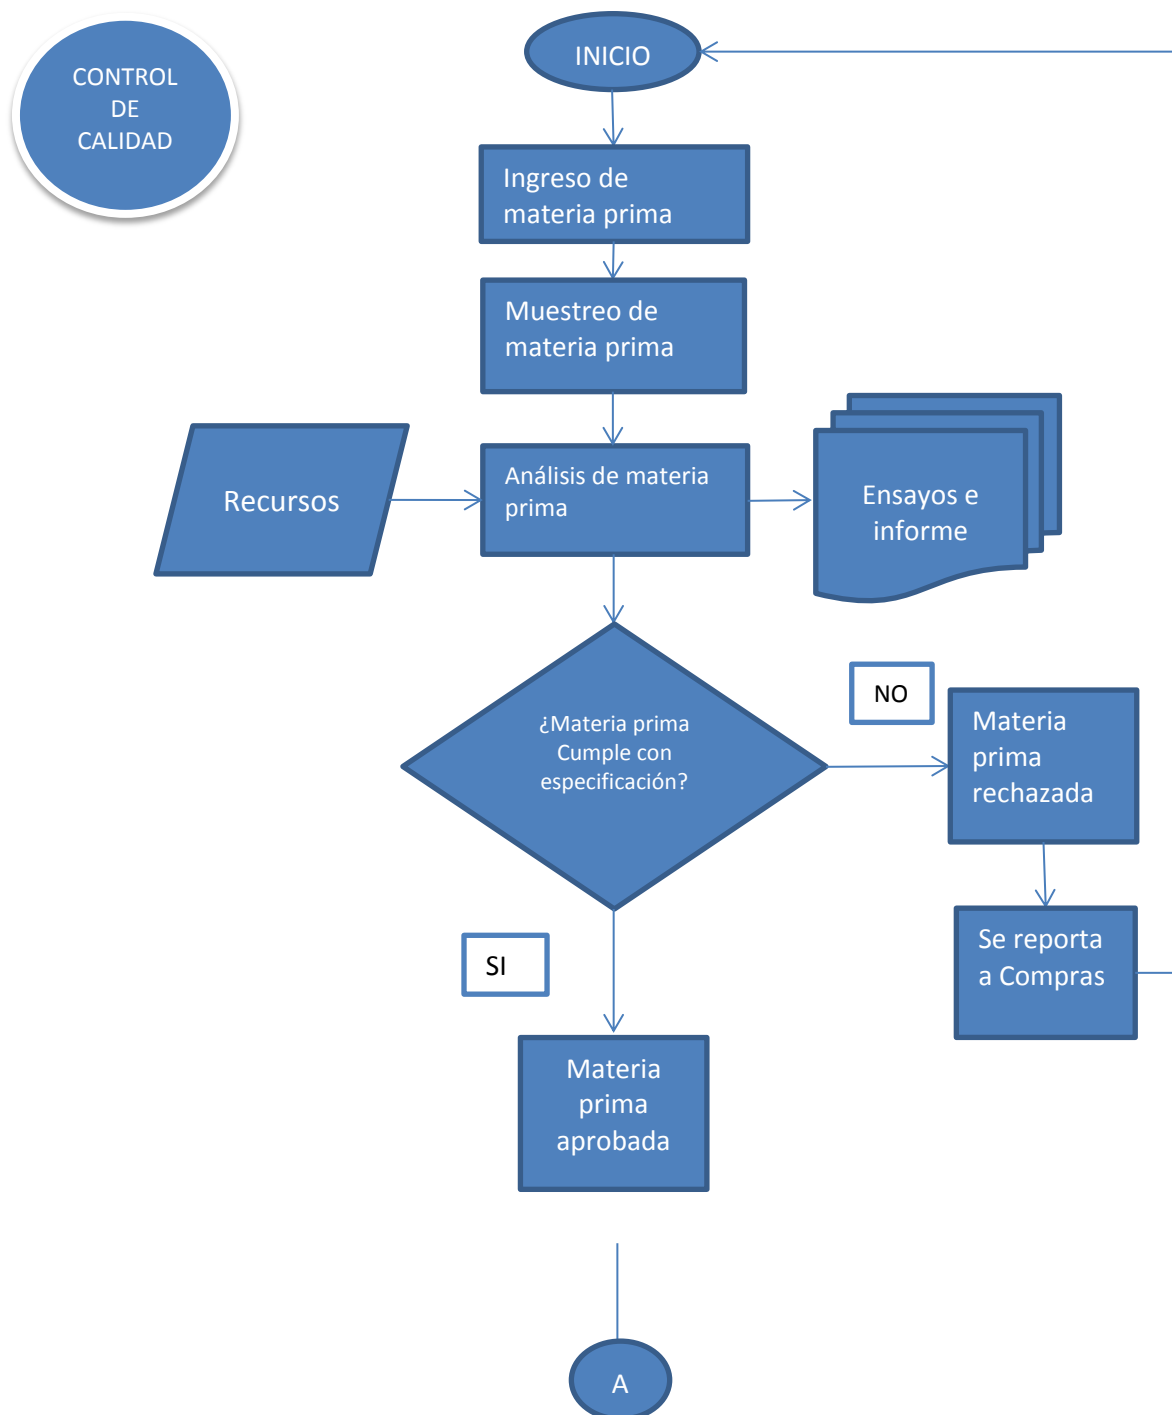 CONTROL
DE
CALIDAD
INICIO
Ingreso de
materia prima
Muestreo de
materia prima
Recursos
Análisis de materia
prima
Ensayos e
informe
¿Materia prima
Cumple con
especificación?
NO
Materia
prima
rechazada
Se reporta
a Compras
SI
Materia
prima
aprobada
A